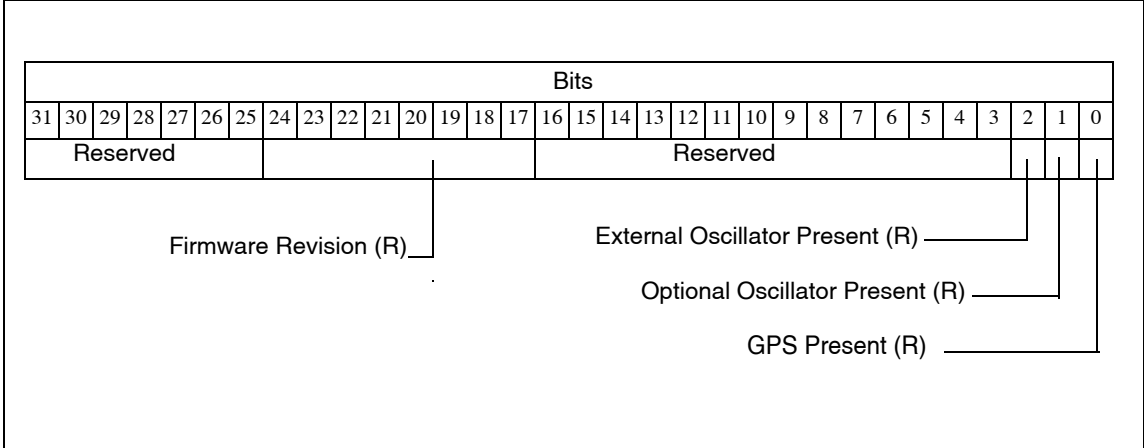 Bits
31 30 29 28 27 26 25 24 23 22 21 20 19 18 17 16 15 14 13 12 11 10 9 8 7 6 5 4 3 2 1 0
Reserved Reserved
External Oscillator Present (R)
Firmware Revision (R)
Optional Oscillator Present (R)
GPS Present (R)